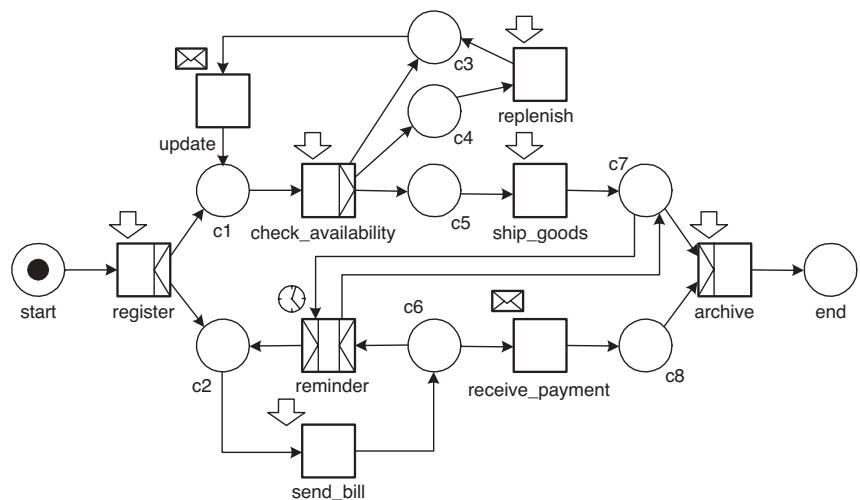 c3
c4
replenish
update
c1
check_availability
c5
ship_goods
c7
start
register
c2
reminder
c6
receive_payment
c8
archive
end
send_bill